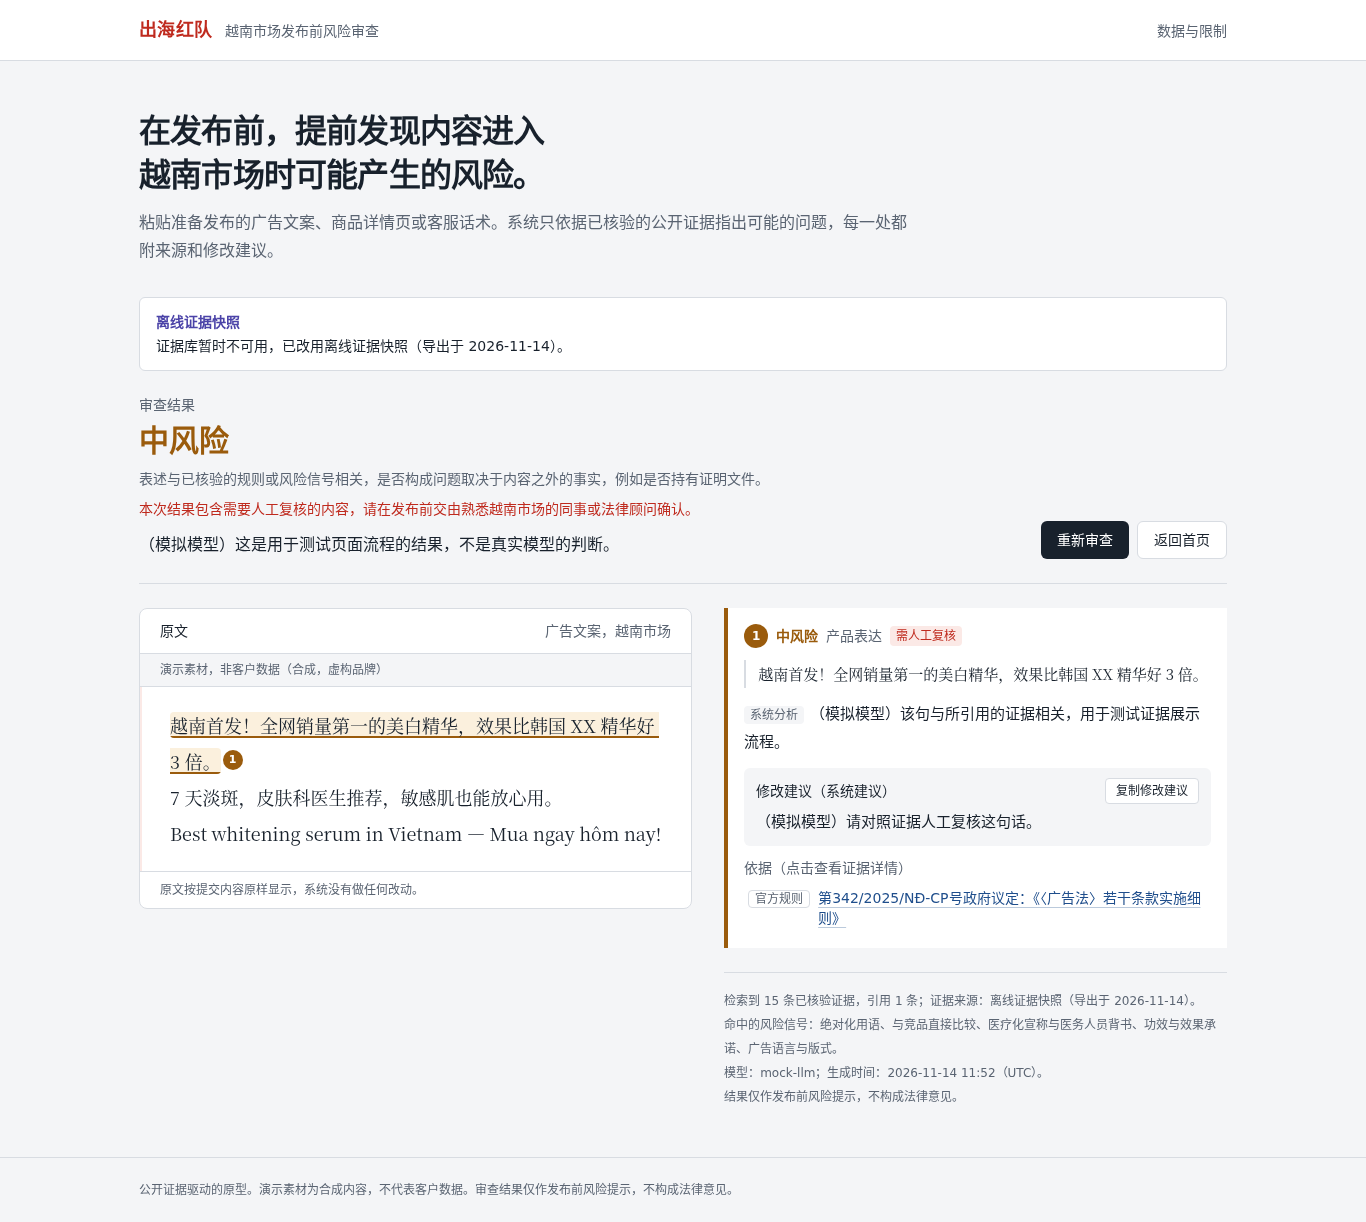 出海红队 越南市场发布前风险审查 数据与限制
在发布前，提前发现内容进入
越南市场时可能产生的风险。
粘贴准备发布的广告文案、商品详情页或客服话术。系统只依据已核验的公开证据指出可能的问题，每一处都
附来源和修改建议。
离线证据快照
证据库暂时不可用，已改用离线证据快照（导出于 2026-11-14）。
审查结果
中风险
表述与已核验的规则或风险信号相关，是否构成问题取决于内容之外的事实，例如是否持有证明文件。
本次结果包含需要人工复核的内容，请在发布前交由熟悉越南市场的同事或法律顾问确认。
（模拟模型）这是用于测试页面流程的结果，不是真实模型的判断。
重新审查 返回首页
原文 广告文案，越南市场
演示素材，非客户数据（合成，虚构品牌）
越南首发！全网销量第一的美白精华，效果比韩国 XX 精华好
3 倍。 1
7 天淡斑，皮肤科医生推荐，敏感肌也能放心用。
Best whitening serum in Vietnam — Mua ngay hôm nay!
原文按提交内容原样显示，系统没有做任何改动。
1 中风险 产品表达 需人工复核
越南首发！全网销量第一的美白精华，效果比韩国 XX 精华好 3 倍。
系统分析 （模拟模型）该句与所引用的证据相关，用于测试证据展示
流程。
修改建议（系统建议） 复制修改建议
（模拟模型）请对照证据人工复核这句话。
依据（点击查看证据详情）
官方规则 第342/2025/NĐ-CP号政府议定：《〈广告法〉若干条款实施细
则》
检索到 15 条已核验证据，引用 1 条；证据来源：离线证据快照（导出于 2026-11-14）。
命中的风险信号：绝对化用语、与竞品直接比较、医疗化宣称与医务人员背书、功效与效果承
诺、广告语言与版式。
模型：mock-llm；生成时间：2026-11-14 11:52（UTC）。
结果仅作发布前风险提示，不构成法律意见。
公开证据驱动的原型。演示素材为合成内容，不代表客户数据。审查结果仅作发布前风险提示，不构成法律意见。